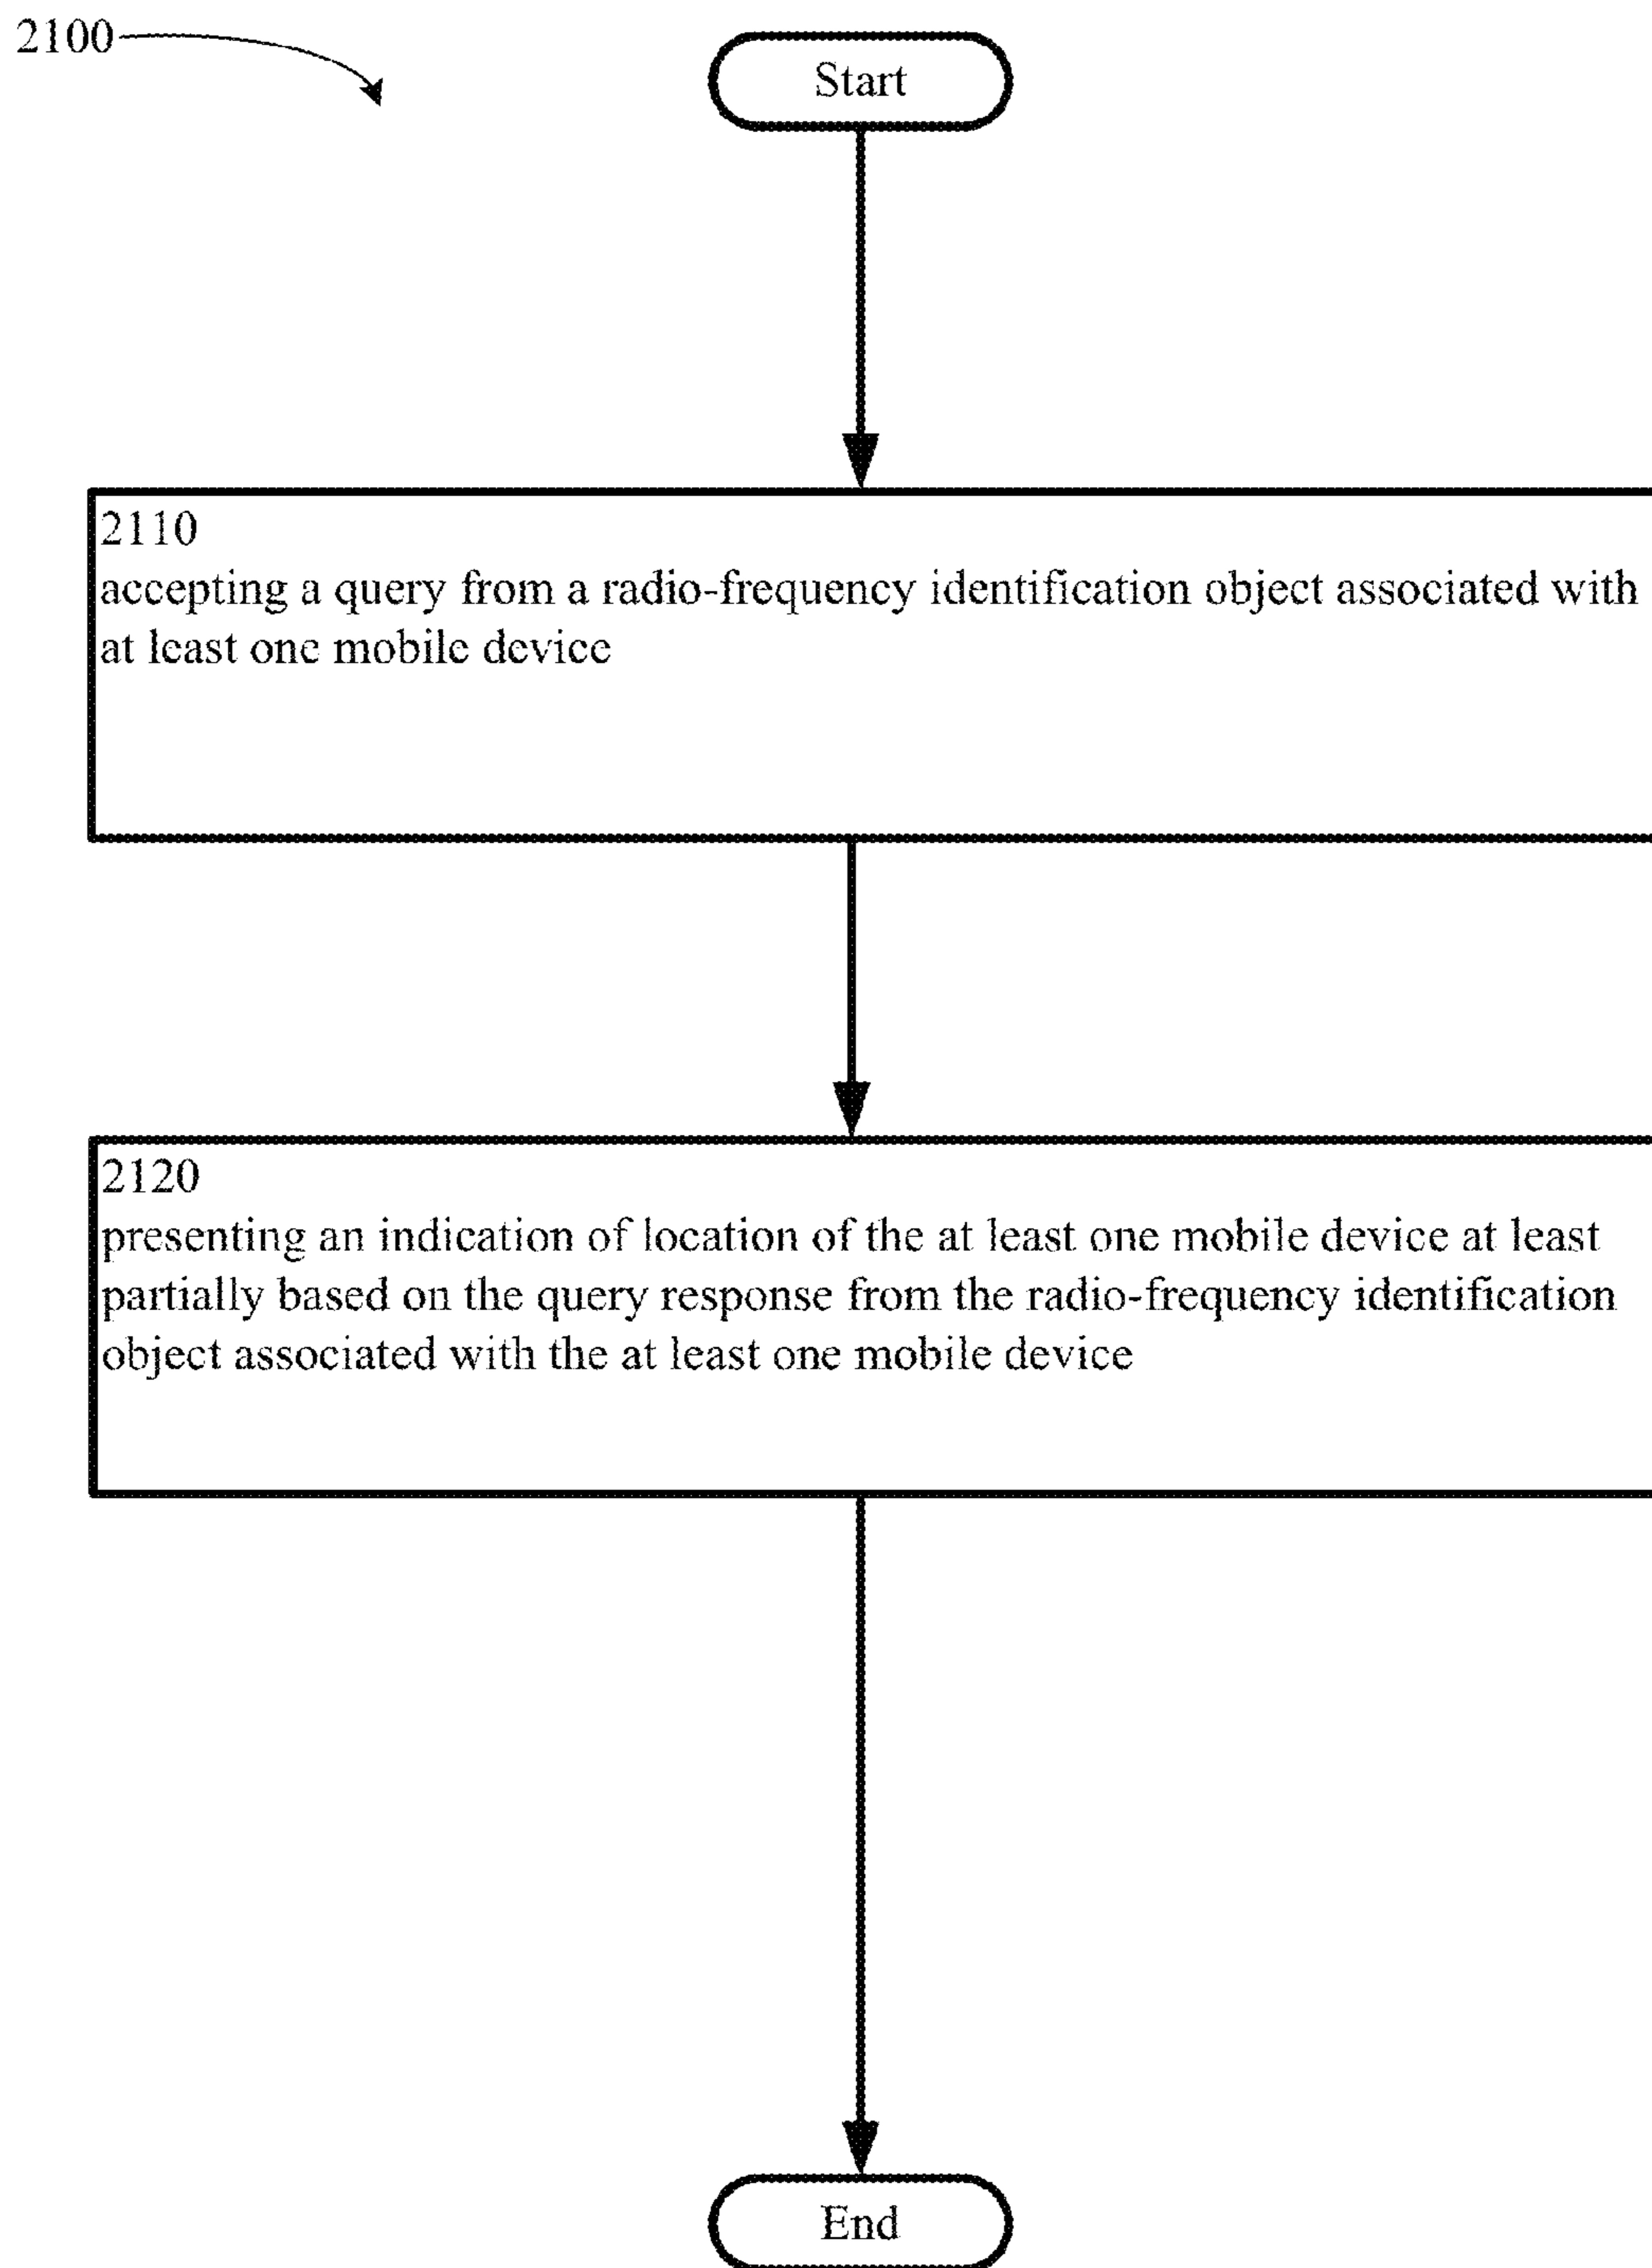 2100
Start
2110
accepting a query from a radio-frequency identification object associated with
at least one mobile device
2120
presenting an indication of location of the at least one mobile device at least
partially based on the query response from the radio-frequency identification
object associated with the at least one mobile device
End